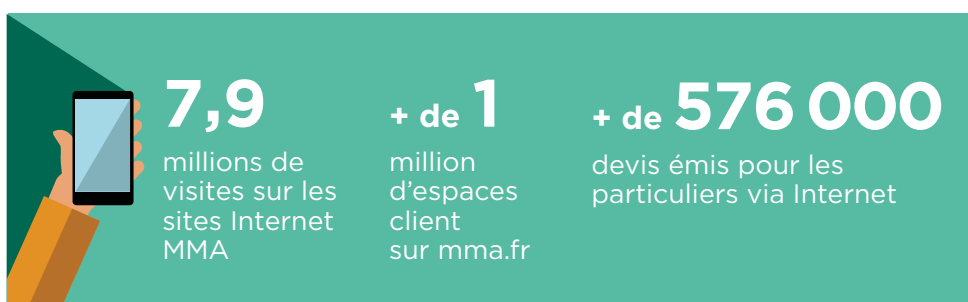 7,9
millions de
visites sur les
sites Internet
MMA
+ de 1
million
d'espaces
client
sur mma.fr
+ de 576 000
devis émis pour les
particuliers via Internet